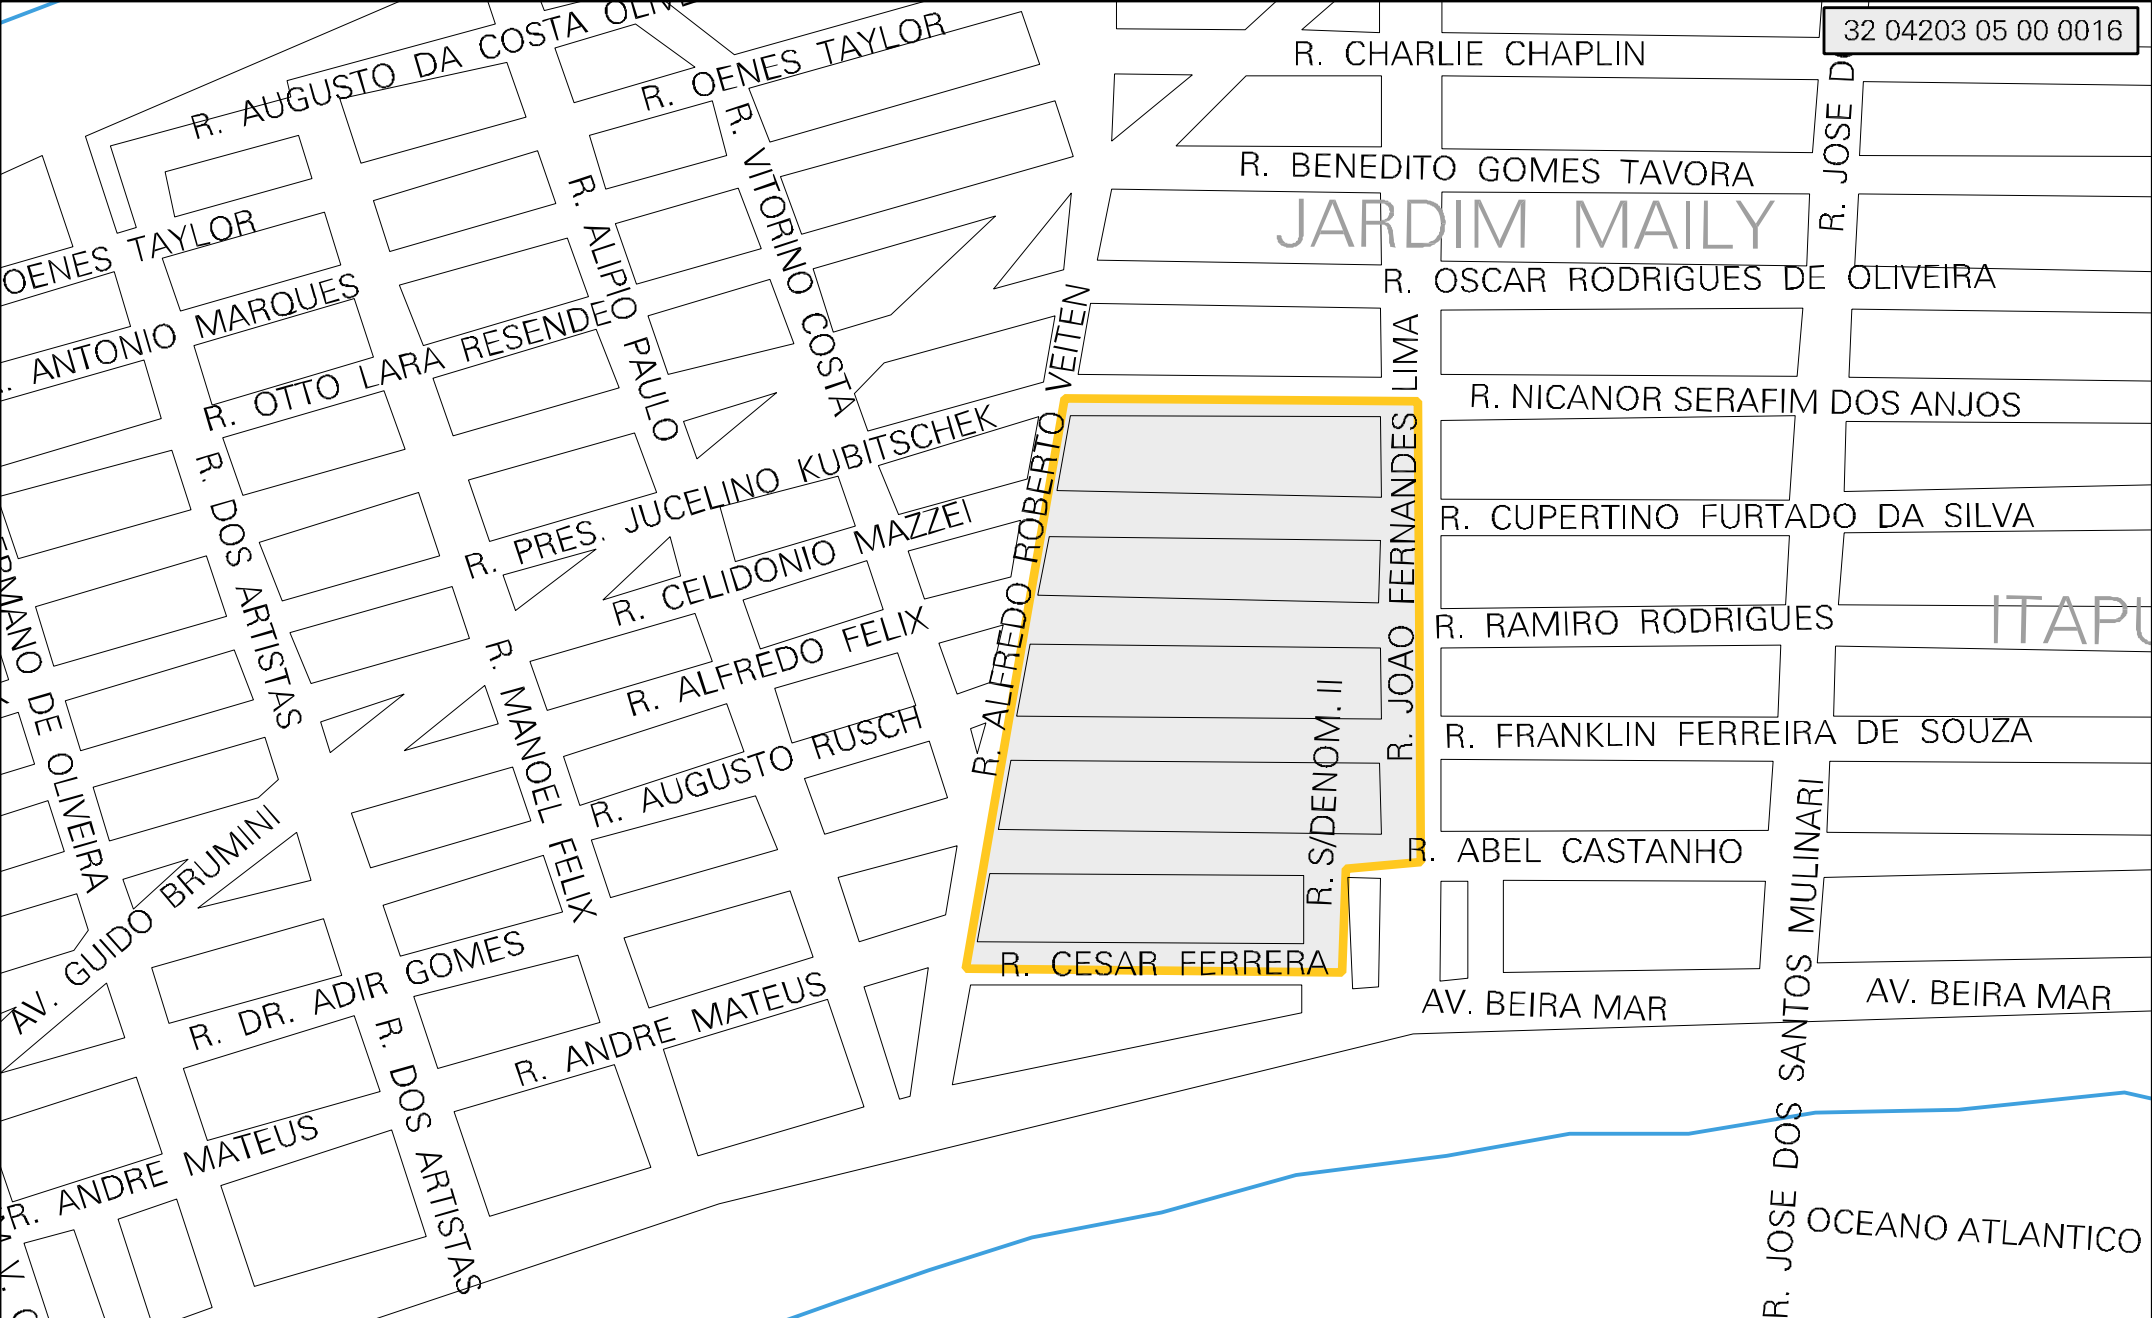 32 04203 05 00 0016
R. AUGUSTO DA COSTA
R. OENES TAYLOR
R. CHARLIE CHAPLIN
R. VITORINO COSTA
R. BENEDITO GOMES TAVORA
R. JOSE
JARDIM MAILY
OENES TAYLOR
R. ALIPIO PAULO
R. OSCAR RODRIGUES DE OLIVEIRA
ANTONIO MARQUES
R. OTTO LARA RESENDE
R. NICANOR SERAFIM DOS ANJOS
R. PRES. JUCELINO KUBITSCHEK
R. ALFREDO ROBERTO VEITEN
R. JOAO FERNANDES LIMA
R. CUPERTINO FURTADO DA SILVA
R. DOS ARTISTAS
R. CELIDONIO MAZZEI
R. RAMIRO RODRIGUES
ITAPU
DE OLIVEIRA
R. ALFREDO FELIX
R. MANOEL FELIX
R. AUGUSTO RUSCH
R. FRANKLIN FERREIRA DE SOUZA
R. S/DENOM. II
R. ABEL CASTANHO
AV. GUIDO BRUMINI
R. CESAR FERRERA
R. DR. ADIR GOMES
R. ANDRE MATEUS
AV. BEIRA MAR
AV. BEIRA MAR
R. DOS ARTISTAS
R. JOSE DOS SANTOS MULINARI
R. ANDRE MATEUS
OCEANO ATLANTICO